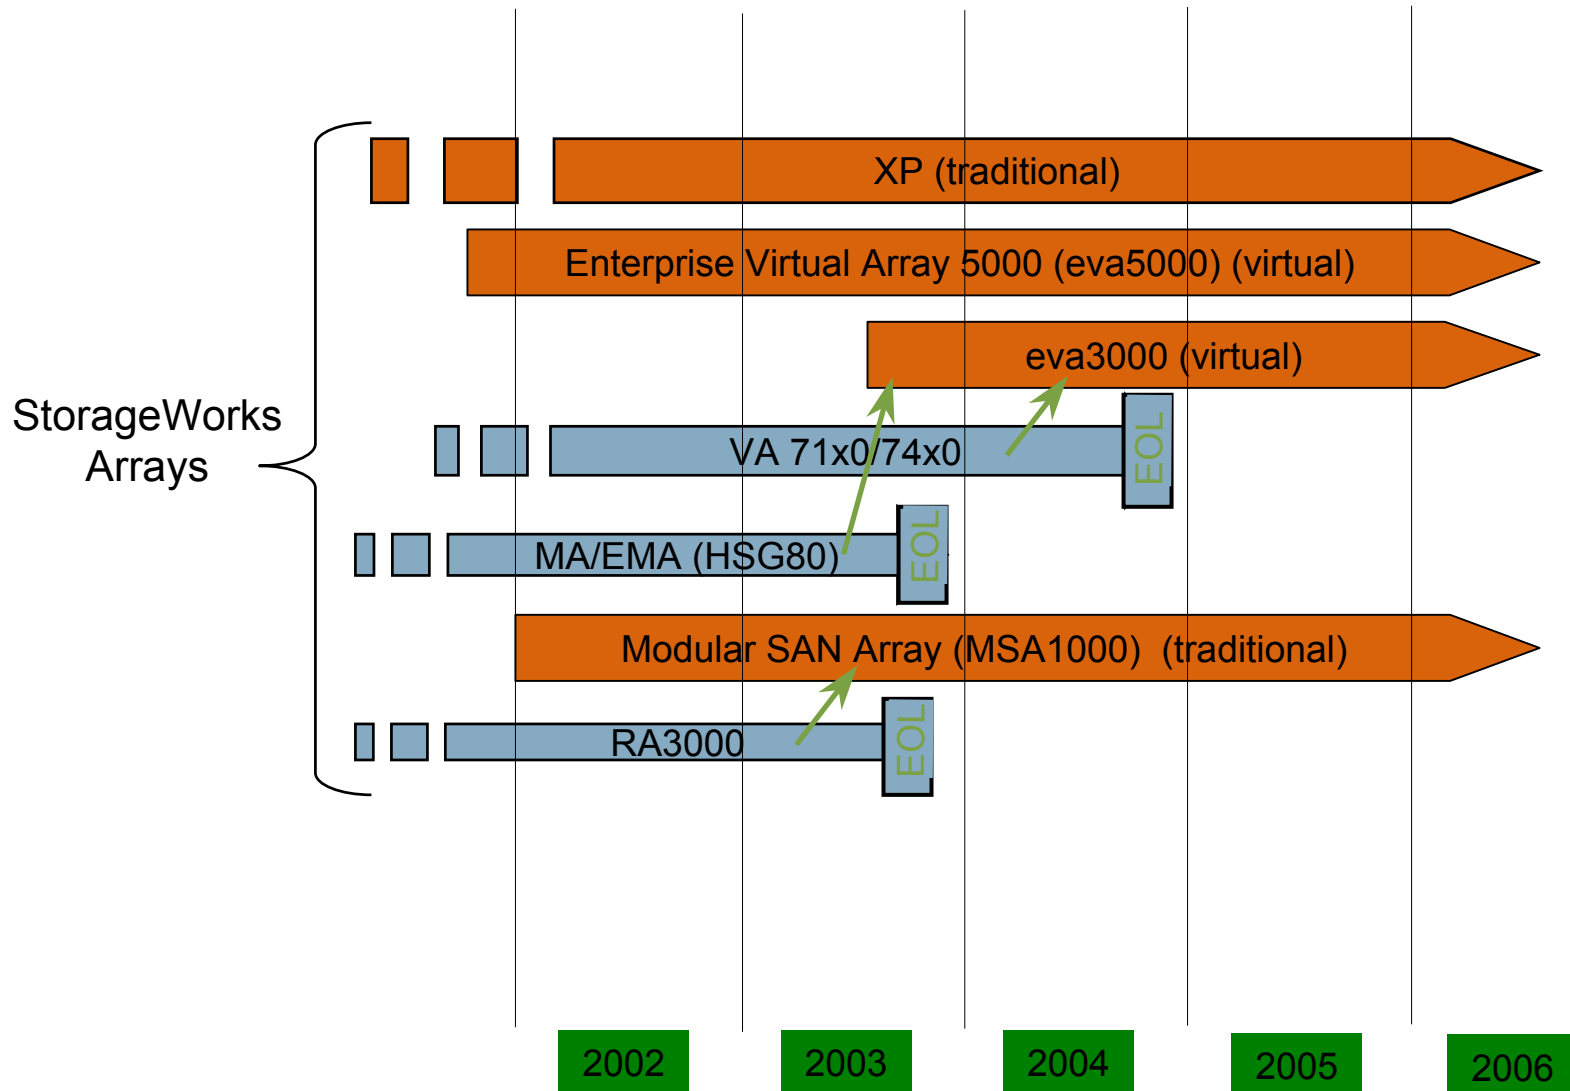 StorageWorks
Arrays
XP (traditional)
Enterprise Virtual Array 5000 (eva5000) (virtual)
eva3000 (virtual)
VA 71x0/74x0
EOL
MA/EMA (HSG80)
EOL
Modular SAN Array (MSA1000) (traditional)
RA3000
EOL
2002
2003
2004
2005
2006